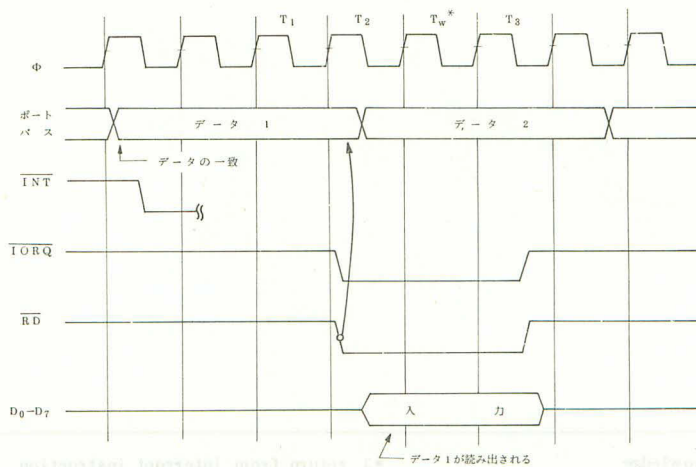 T1 T2 Tw* T3
Φ
ポート
バス
データ 1
データ 2
データの一致
INT
IORQ
RD
D0–D7
入 力
データ1が読み出される